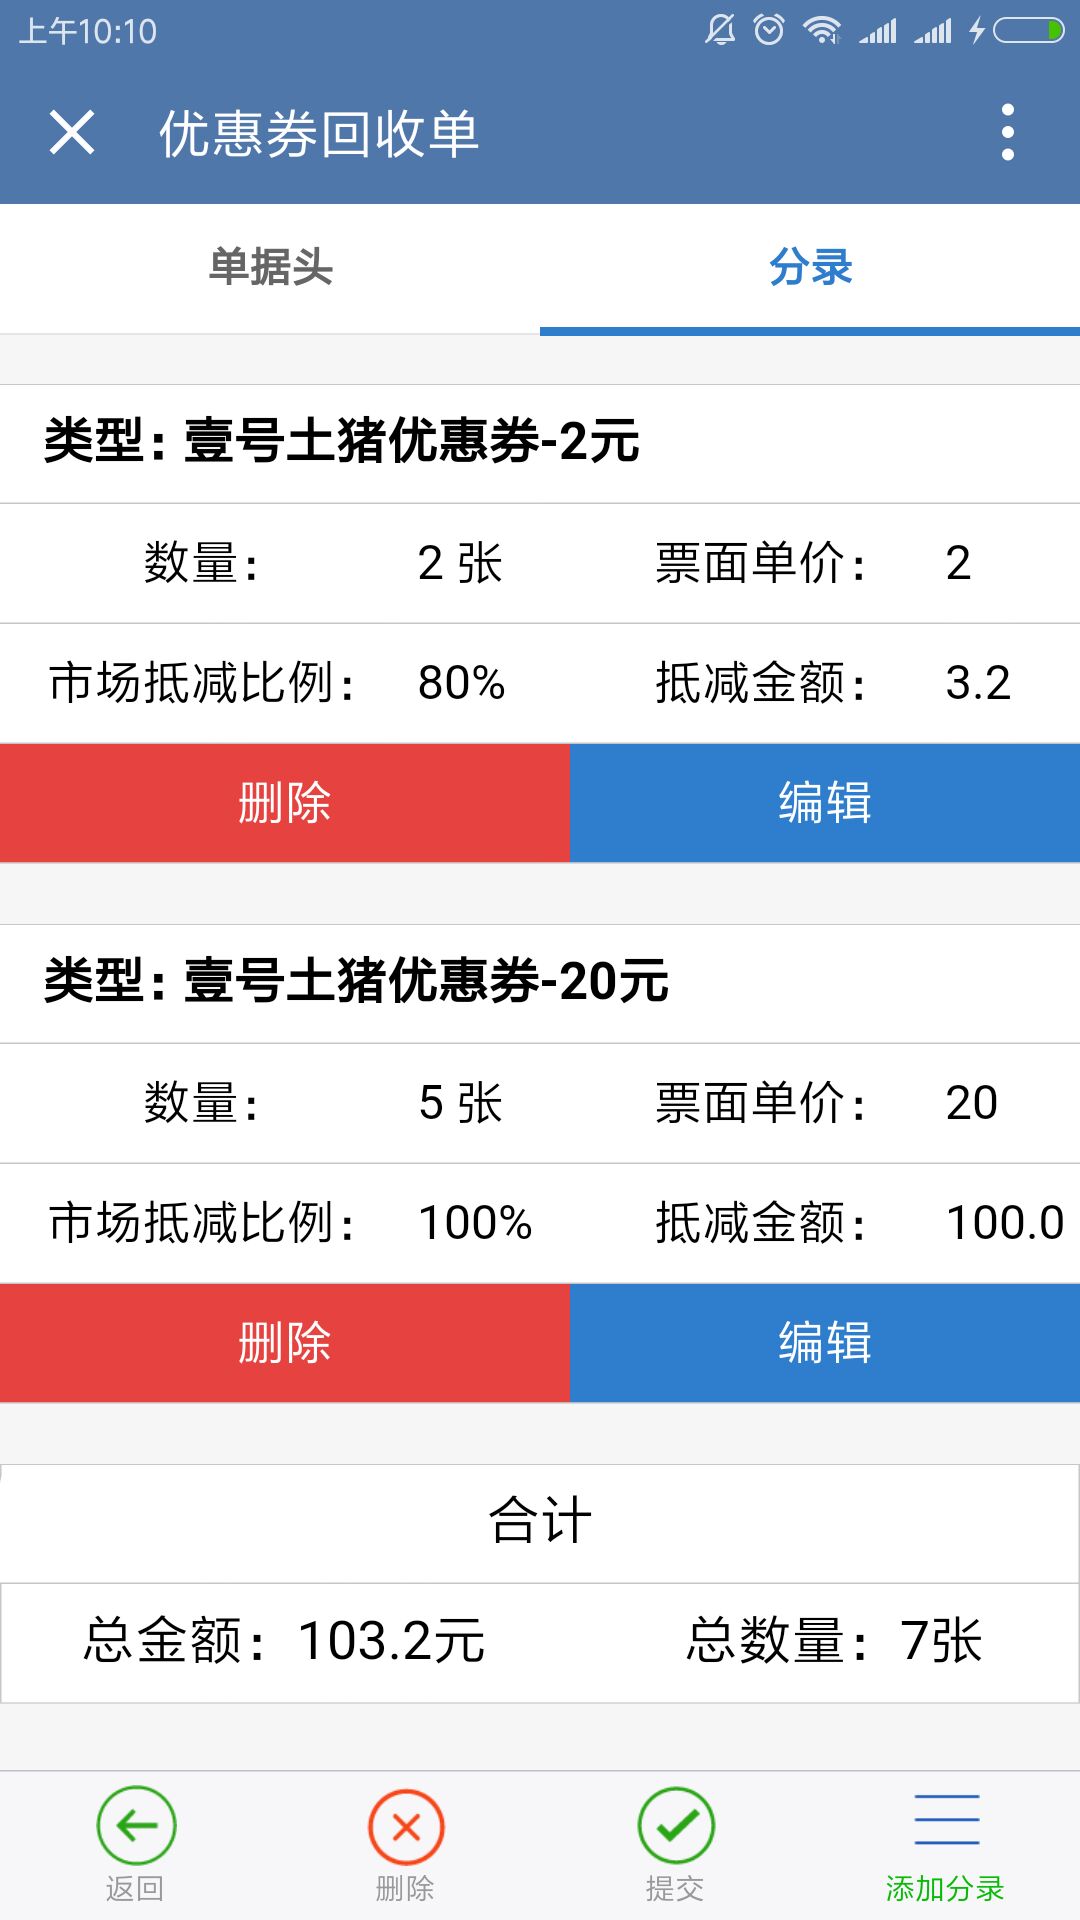 上午10:10
优惠券回收单
单据头 分录
类型：壹号土猪优惠券-2元
数量： 2 张 票面单价： 2
市场抵减比例： 80% 抵减金额： 3.2
删除 编辑
类型：壹号土猪优惠券-20元
数量： 5 张 票面单价： 20
市场抵减比例： 100% 抵减金额： 100.0
删除 编辑
合计
总金额：103.2元 总数量：7张
返回 删除 提交 添加分录